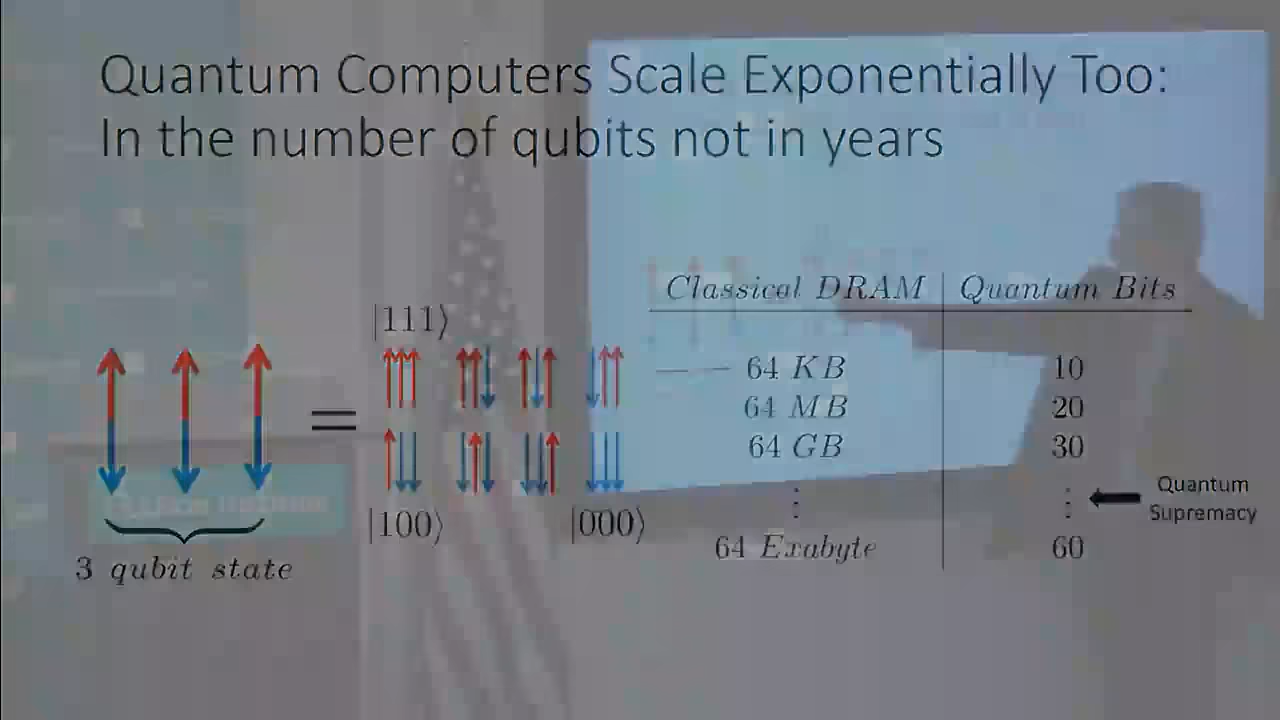 Quantum Computers Scale Exponentially Too:
In the number of qubits not in years
|111⟩
|100⟩
|000⟩
=
3 qubit state
Classical DRAM Quantum Bits
64 KB 10
64 MB 20
64 GB 30
⋮ ⋮
64 Exabyte 60
Quantum
Supremacy